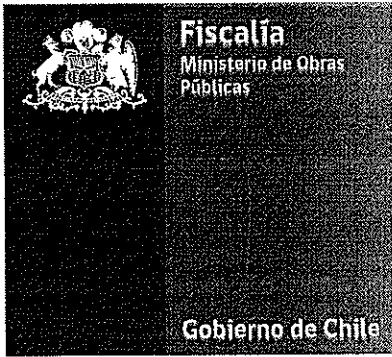 Fiscalía
Ministerio de Obras
Públicas
Gobierno de Chile